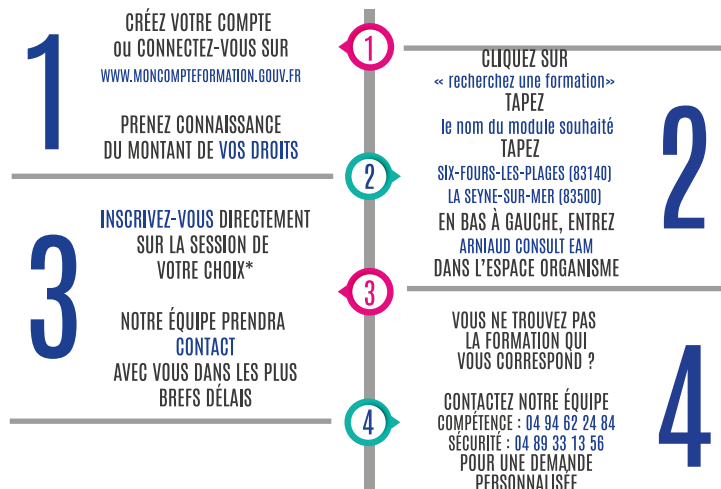 1
CRÉEZ VOTRE COMPTE
ou CONNECTEZ-VOUS SUR
WWW.MONCOMPTEFORMATION.GOUV.FR
PRENEZ CONNAISSANCE
DU MONTANT DE VOS DROITS
1
CLIQUEZ SUR
« recherchez une formation»
TAPEZ
le nom du module souhaité
TAPEZ
SIX-FOURS-LES-PLAGES (83140)
LA SEYNE-SUR-MER (83500)
EN BAS À GAUCHE, ENTREZ
ARNIAUD CONSULT EAM
DANS L'ESPACE ORGANISME
2
2
3
INSCRIVEZ-VOUS DIRECTEMENT
SUR LA SESSION DE
VOTRE CHOIX*
NOTRE ÉQUIPE PRENDRA
CONTACT
AVEC VOUS DANS LES PLUS
BREFS DÉLAIS
3
VOUS NE TROUVEZ PAS
LA FORMATION QUI
VOUS CORRESPOND ?
CONTACTEZ NOTRE ÉQUIPE
COMPÉTENCE : 04 94 62 24 84
SÉCURITÉ : 04 89 33 13 56
POUR UNE DEMANDE
PERSONNALISÉE
4
4